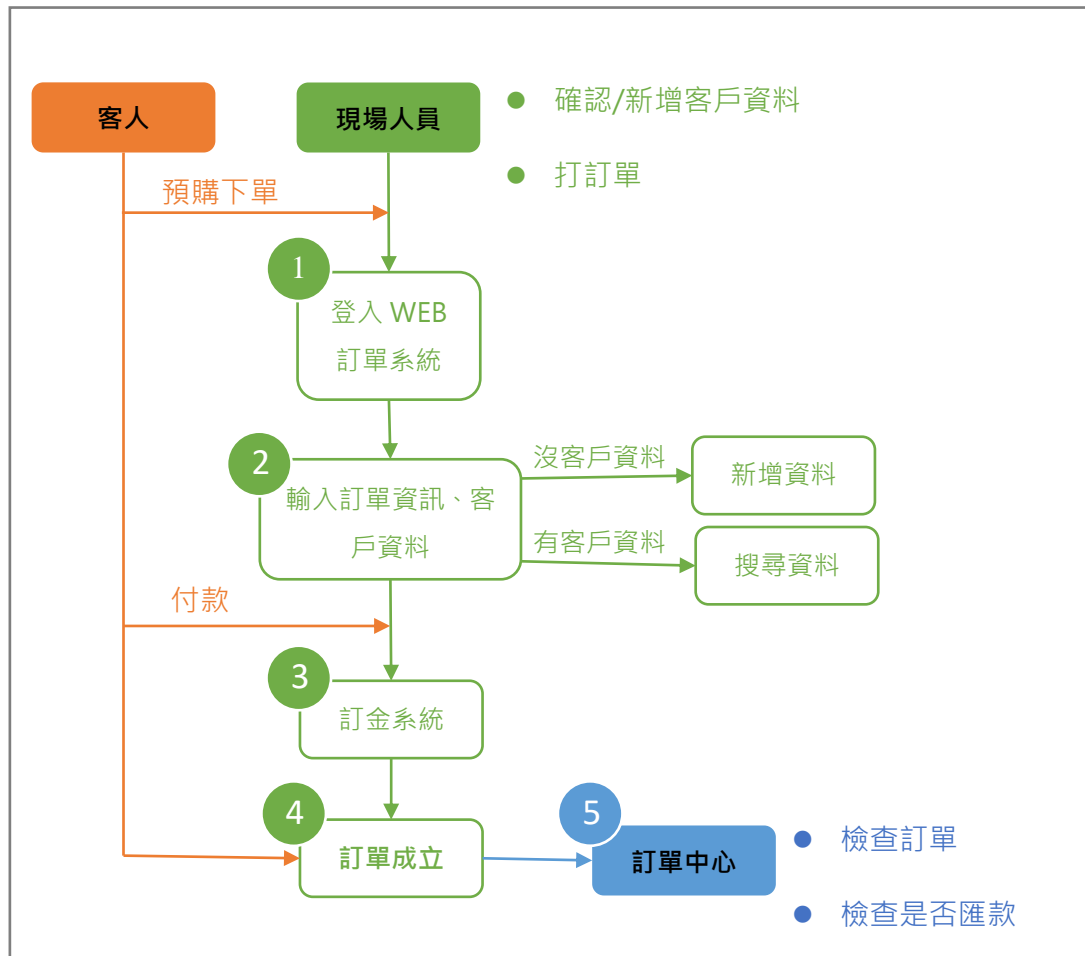 客人
現場人員
● 確認/新增客戶資料
● 打訂單
預購下單
1
登入 WEB
訂單系統
2
輸入訂單資訊、客
戶資料
沒客戶資料
新增資料
有客戶資料
搜尋資料
付款
3
訂金系統
4
訂單成立
5
訂單中心
● 檢查訂單
● 檢查是否匯款